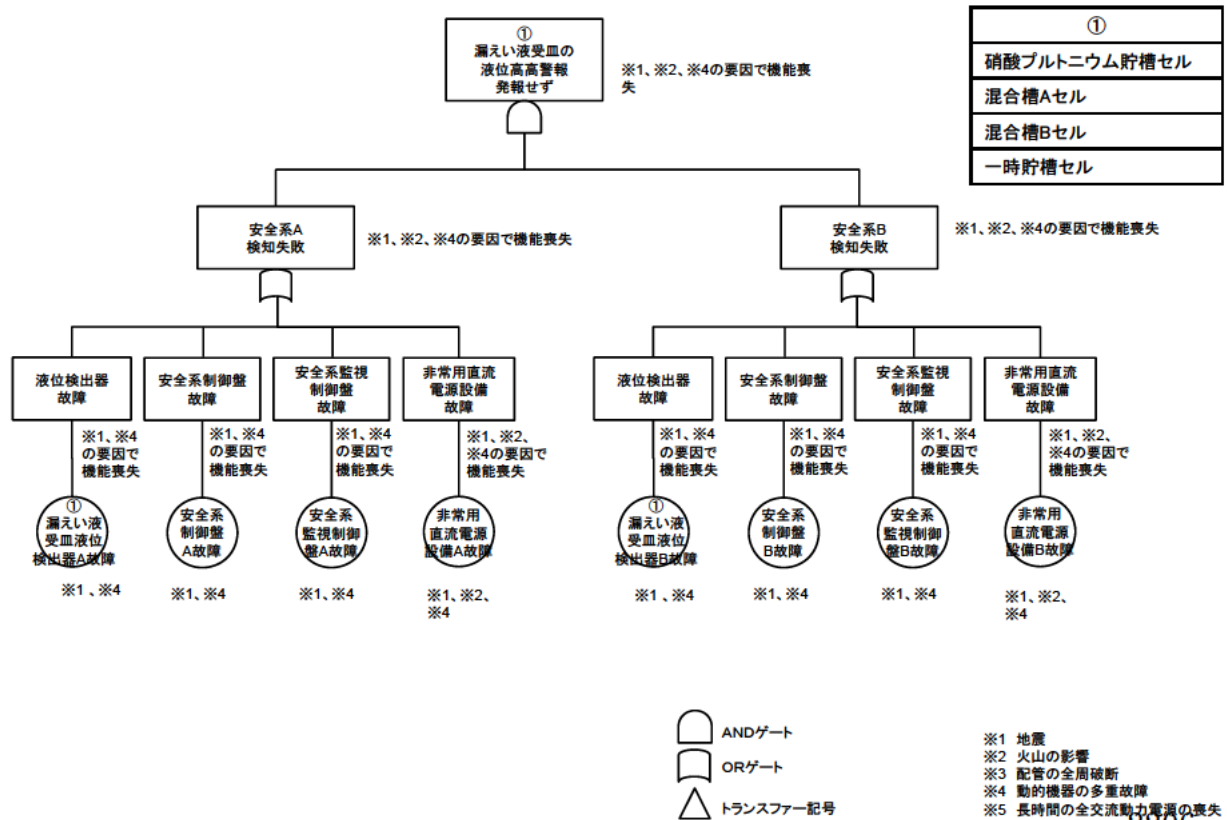 ①
漏えい液受皿の
液位高高警報
発報せず
※1、※2、※4の要因で機能喪
失
①
硝酸プルトニウム貯槽セル
混合槽Aセル
混合槽Bセル
一時貯槽セル
安全系A
検知失敗
※1、※2、※4の要因で機能喪失
安全系B
検知失敗
※1、※2、※4の要因で機能喪失
液位検出器
故障
安全系制御盤
故障
安全系監視
制御盤
故障
非常用直流
電源設備
故障
液位検出器
故障
安全系制御盤
故障
安全系監視
制御盤
故障
非常用直流
電源設備
故障
※1、※4
の要因で
機能喪失
※1、※4
の要因で
機能喪失
※1、※4
の要因で
機能喪失
※1、※2、
※4の要因で
機能喪失
※1、※4
の要因で
機能喪失
※1、※4
の要因で
機能喪失
※1、※4
の要因で
機能喪失
※1、※2、
※4の要因で
機能喪失
①
漏えい液
受皿液位
検出器A故障
安全系
制御盤
A故障
安全系
監視制御
盤A故障
非常用
直流電源
設備A故障
①
漏えい液
受皿液位
検出器B故障
安全系
制御盤
B故障
安全系
監視制御
盤B故障
非常用
直流電源
設備B故障
※1 、※4
※1、※4
※1、※4
※1、※2、
※4
※1 、※4
※1、※4
※1、※4
※1、※2、
※4
ANDゲート
ORゲート
トランスファー記号
※1 地震
※2 火山の影響
※3 配管の全周破断
※4 動的機器の多重故障
※5 長時間の全交流動力電源の喪失